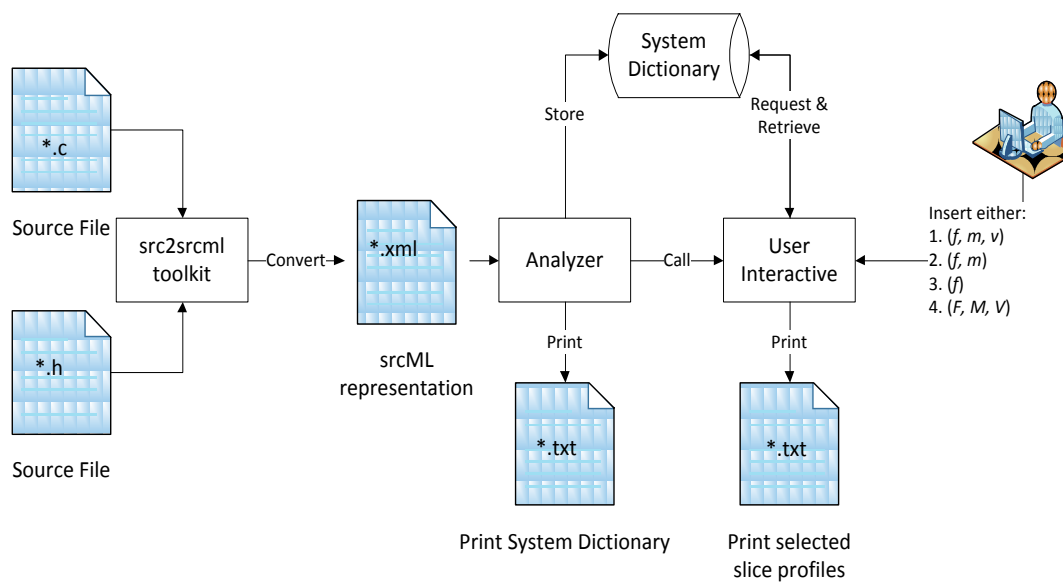 *.c
Source File
*.h
Source File
src2srcml
toolkit
Convert
*.xml
srcML
representation
Analyzer
Store
System
Dictionary
Request &
Retrieve
Call
User
Interactive
Insert either:
1. (f, m, v)
2. (f, m)
3. (f)
4. (F, M, V)
Print
*.txt
Print System Dictionary
Print
*.txt
Print selected
slice profiles